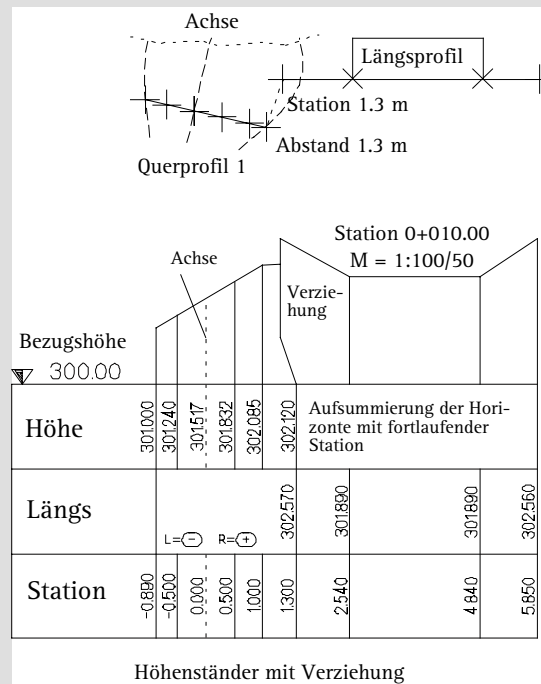 Achse
Längsprofil
Station 1.3 m
Abstand 1.3 m
Querprofil 1
Station 0+010.00
M = 1:100/50
Achse
Verzie-
hung
Bezugshöhe
300.00
Höhe
301.000
301.240
301.517
301.832
302.085
302.120
Aufsummierung der Hori-
zonte mit fortlaufender
Station
Längs
L=(-) R=(+)
302.570
301.890
301.890
302.560
Station
-0.890
-0.500
0.000
0.500
1.000
1.300
2.540
4.840
5.850
Höhenständer mit Verziehung